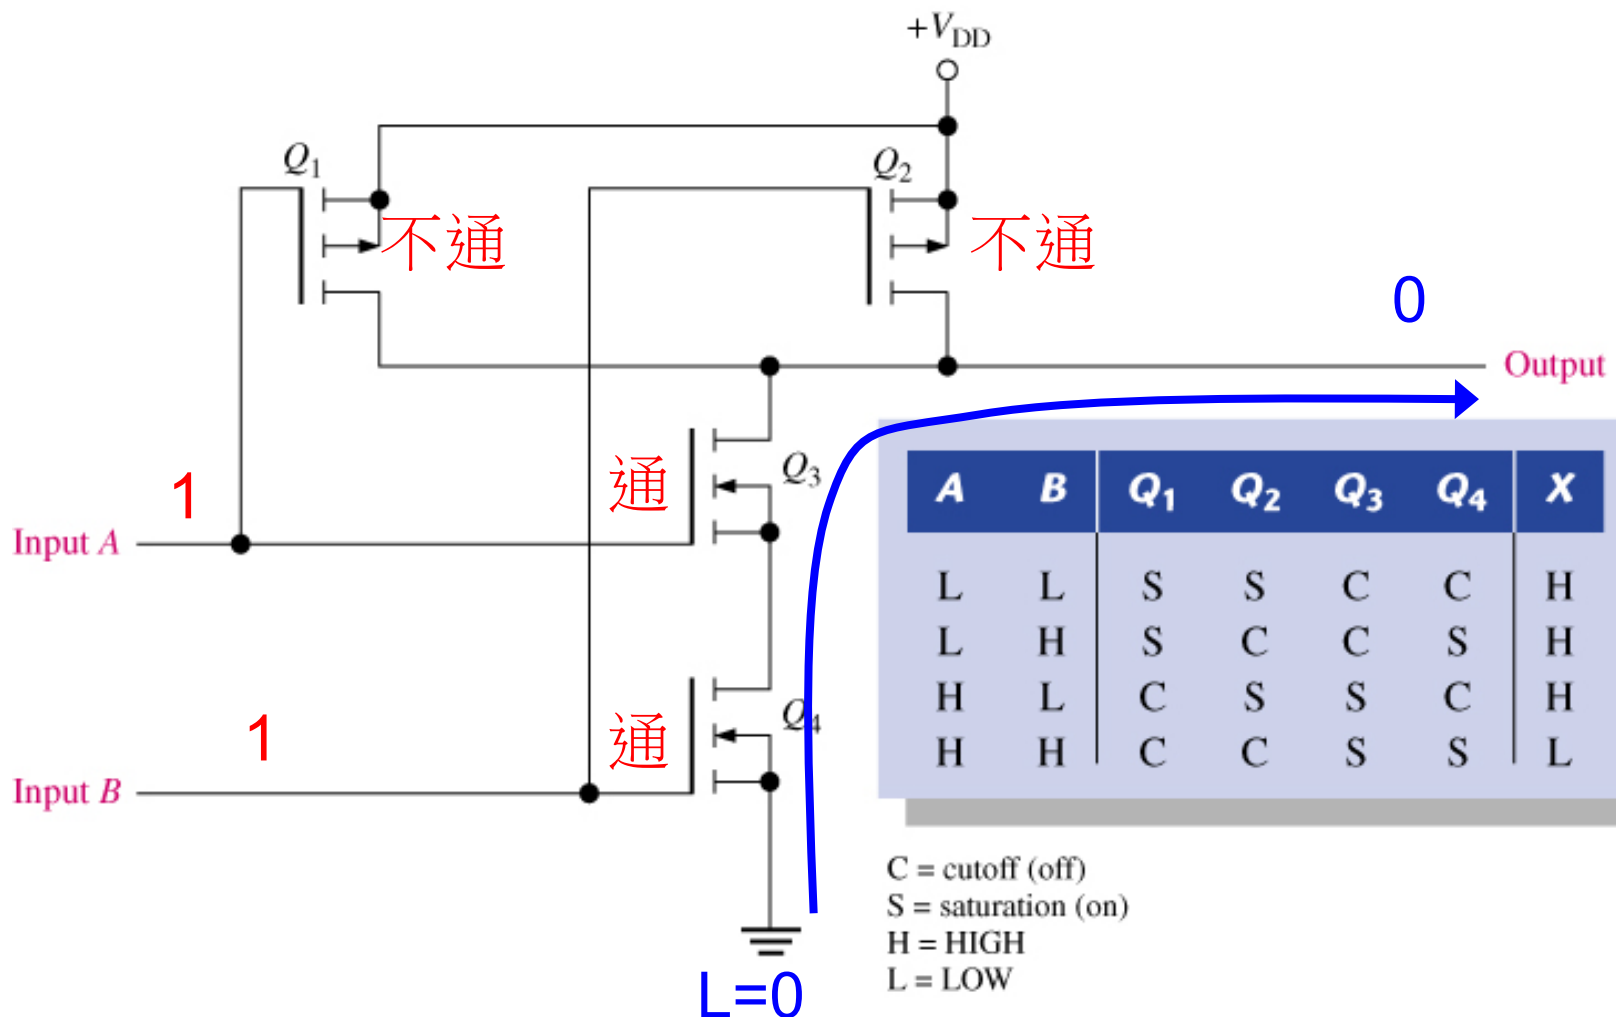 +VDD
Q1
Q2
不通
不通
0
Output
通
Q3
1
Input A
1
通
Q4
Input B
L=0
A B Q1 Q2 Q3 Q4 X
L L S S C C H
L H S C C S H
H L C S S C H
H H C C S S L
C = cutoff (off)
S = saturation (on)
H = HIGH
L = LOW